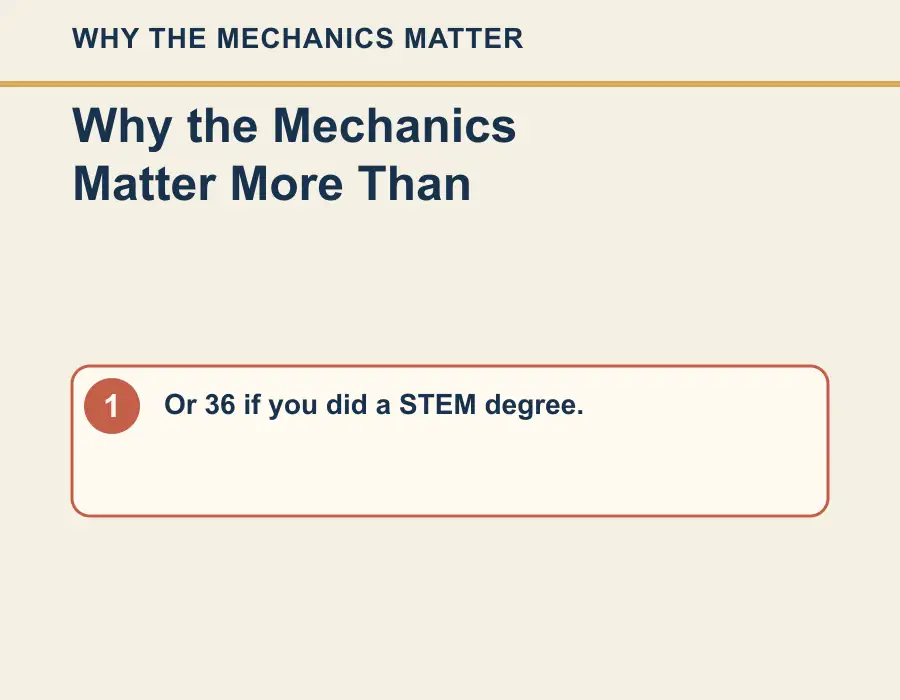 WHY THE MECHANICS MATTER
Why the Mechanics
Matter More Than
1
Or 36 if you did a STEM degree.